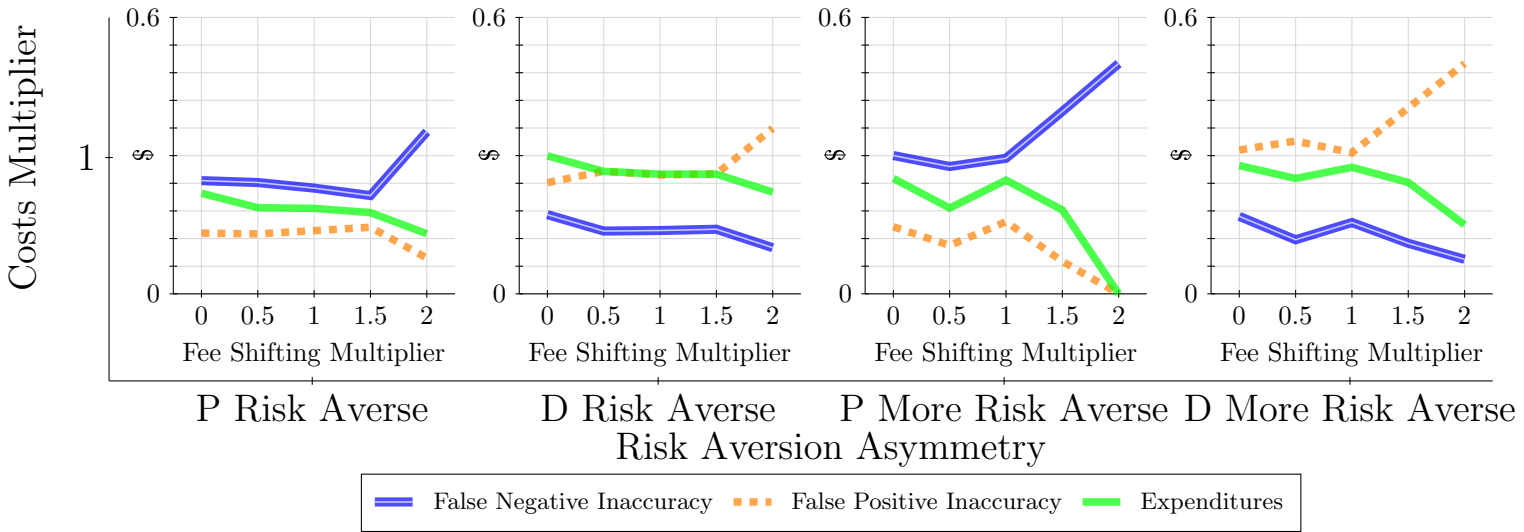 0.6 0.6 0.6 0.6
Costs Multiplier
1
$ $ $ $
0 0 0 0
0 0.5 1 1.5 2 0 0.5 1 1.5 2 0 0.5 1 1.5 2 0 0.5 1 1.5 2
Fee Shifting Multiplier Fee Shifting Multiplier Fee Shifting Multiplier Fee Shifting Multiplier
P Risk Averse D Risk Averse P More Risk Averse D More Risk Averse
Risk Aversion Asymmetry
False Negative Inaccuracy False Positive Inaccuracy Expenditures